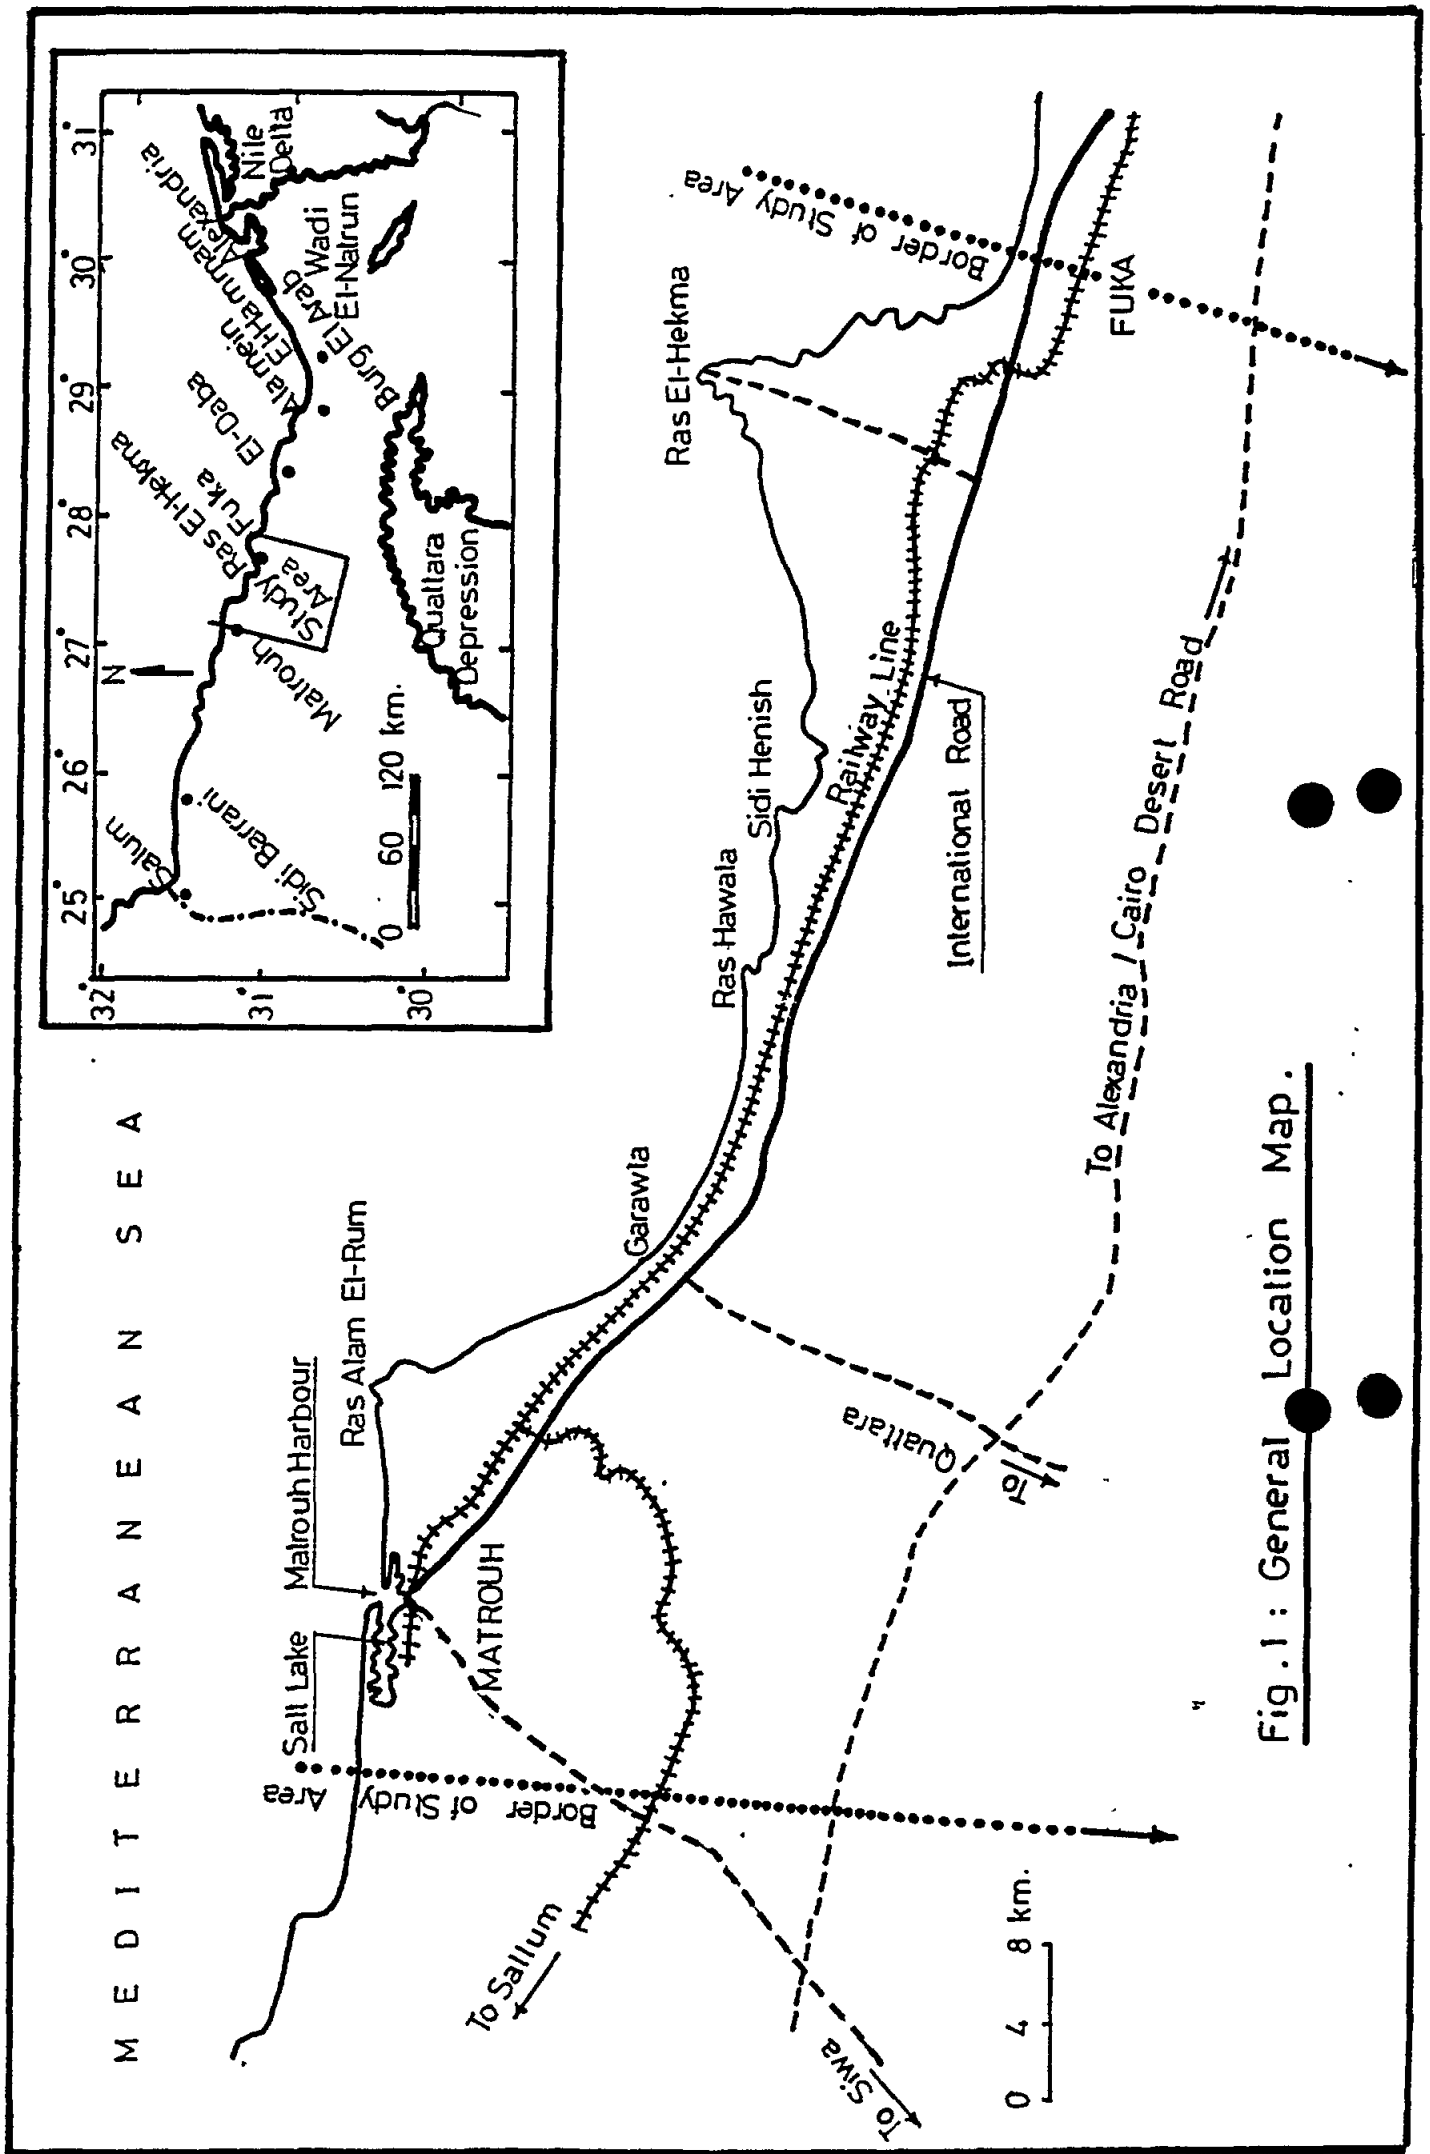 MEDITERRANEAN SEA
32°
31°
30°
25°
26°
27°
28°
29°
30°
31°
N
Salum
Sidi Barrani
Matrouh
Study
Area
Ras El-Hekma
Fuka
El-Daba
Alamein
El Hammam
Alexandria
Burg El Arab
Wadi
El-Natrun
Nile
Delta
Quattara
Depression
0 60 120 km.
Salt Lake
Matrouh Harbour
Ras Alam El-Rum
MATROUH
Garawla
Ras Hawala
Sidi Henish
Ras El-Hekma
FUKA
Border of Study Area
Border of Study Area
Railway Line
International Road
To Sallum
To Siwa
To Quattara
To Alexandria / Cairo Desert Road
0 4 8 km.
Fig.1: General Location Map.